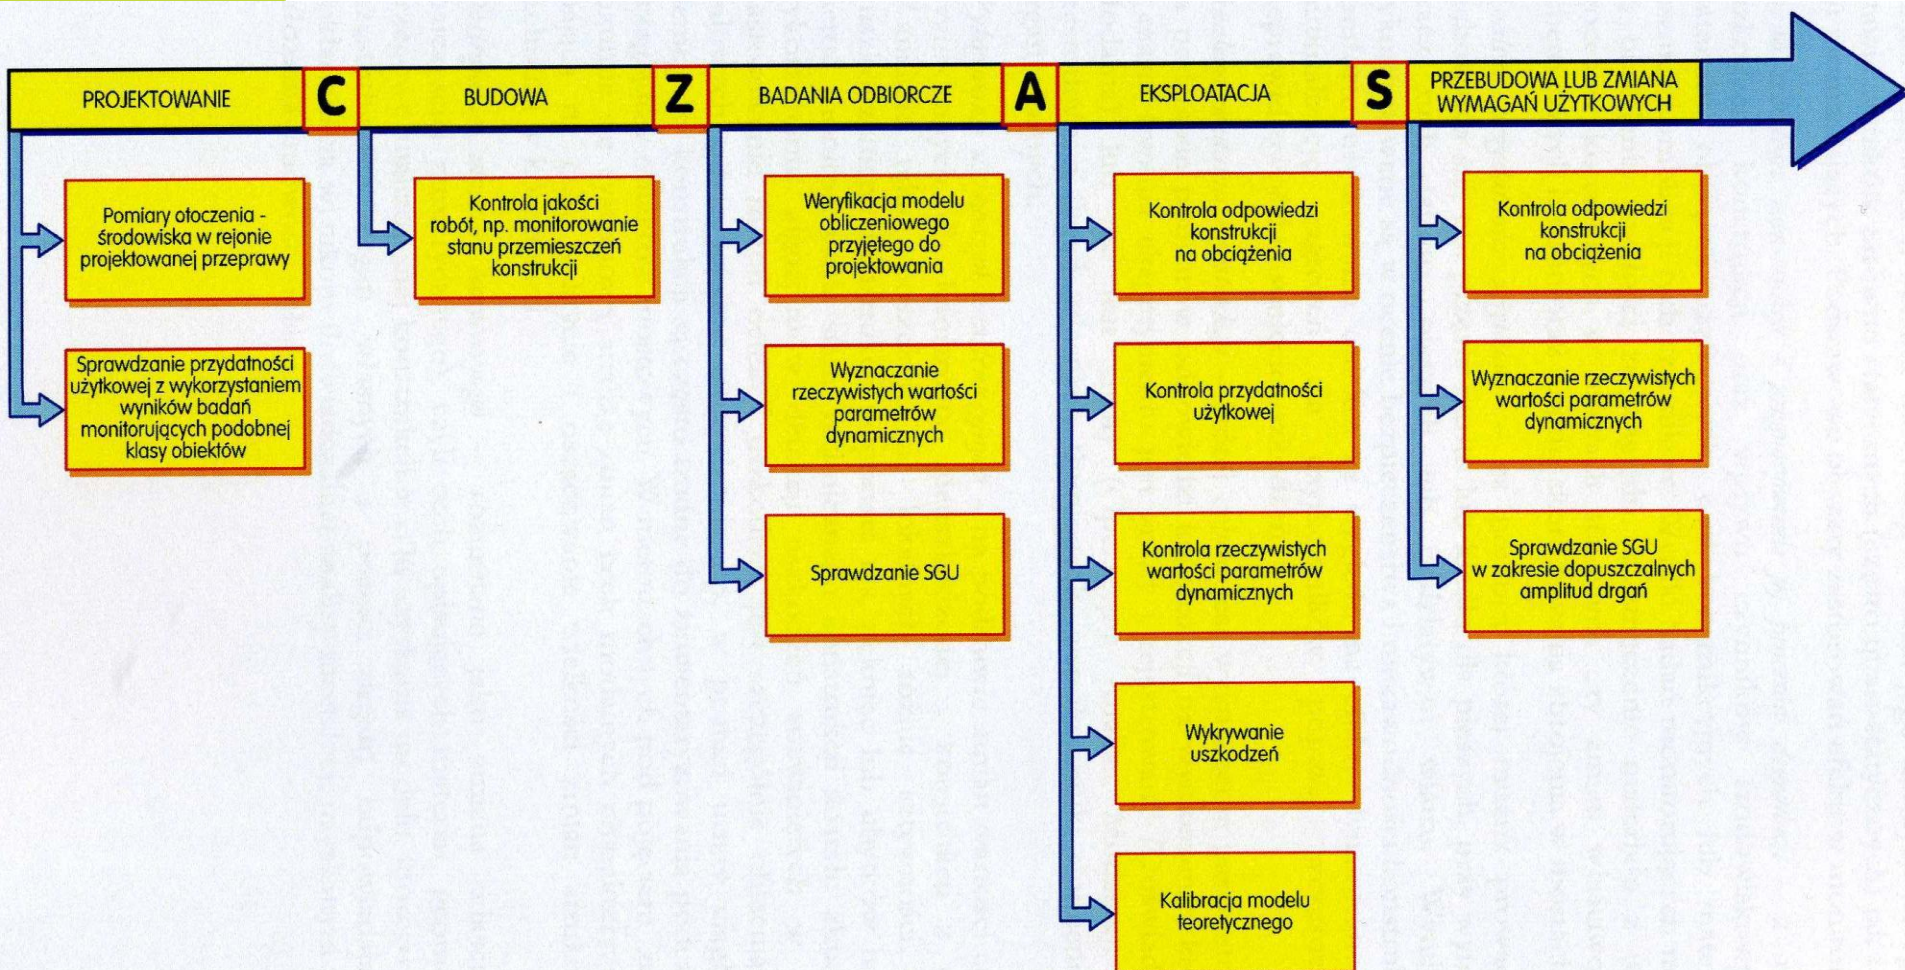 PROJEKTOWANIE
C
BUDOWA
Z
BADANIA ODBIORCZE
A
EKSPLOATACJA
S
PRZEBUDOWA LUB ZMIANA
WYMAGAŃ UŻYTKOWYCH
Pomiary otoczenia -
środowiska w rejonie
projektowanej przeprawy
Sprawdzanie przydatności
użytkowej z wykorzystaniem
wyników badań
monitorujących podobnej
klasy obiektów
Kontrola jakości
robót, np. monitorowanie
stanu przemieszczeń
konstrukcji
Weryfikacja modelu
obliczeniowego
przyjętego do
projektowania
Wyznaczanie
rzeczywistych wartości
parametrów
dynamicznych
Sprawdzanie SGU
Kontrola odpowiedzi
konstrukcji
na obciążenia
Kontrola przydatności
użytkowej
Kontrola rzeczywistych
wartości parametrów
dynamicznych
Wykrywanie
uszkodzeń
Kalibracja modelu
teoretycznego
Kontrola odpowiedzi
konstrukcji
na obciążenia
Wyznaczanie rzeczywistych
wartości parametrów
dynamicznych
Sprawdzanie SGU
w zakresie dopuszczalnych
amplitud drgań